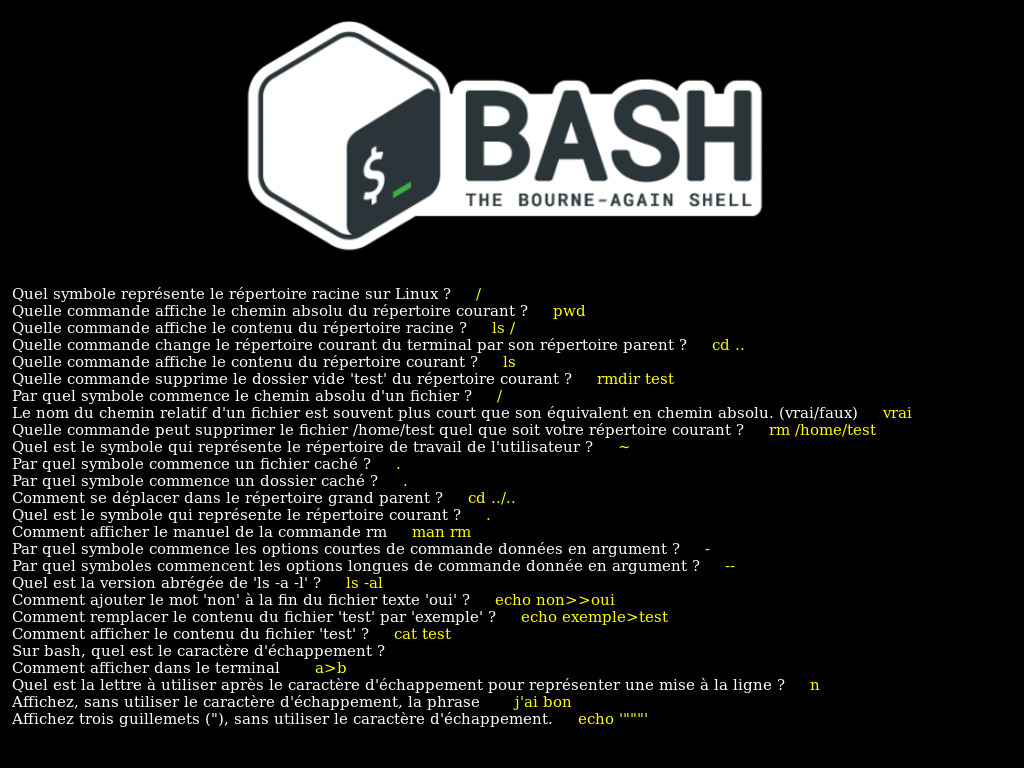 $_
BASH
THE BOURNE-AGAIN SHELL
Quel symbole représente le répertoire racine sur Linux ? /
Quelle commande affiche le chemin absolu du répertoire courant ? pwd
Quelle commande affiche le contenu du répertoire racine ? ls /
Quelle commande change le répertoire courant du terminal par son répertoire parent ? cd ..
Quelle commande affiche le contenu du répertoire courant ? ls
Quelle commande supprime le dossier vide 'test' du répertoire courant ? rmdir test
Par quel symbole commence le chemin absolu d'un fichier ? /
Le nom du chemin relatif d'un fichier est souvent plus court que son équivalent en chemin absolu. (vrai/faux) vrai
Quelle commande peut supprimer le fichier /home/test quel que soit votre répertoire courant ? rm /home/test
Quel est le symbole qui représente le répertoire de travail de l'utilisateur ? ~
Par quel symbole commence un fichier caché ? .
Par quel symbole commence un dossier caché ? .
Comment se déplacer dans le répertoire grand parent ? cd ../..
Quel est le symbole qui représente le répertoire courant ? .
Comment afficher le manuel de la commande rm man rm
Par quel symbole commence les options courtes de commande données en argument ? -
Par quel symboles commencent les options longues de commande donnée en argument ? --
Quel est la version abrégée de 'ls -a -l' ? ls -al
Comment ajouter le mot 'non' à la fin du fichier texte 'oui' ? echo non>>oui
Comment remplacer le contenu du fichier 'test' par 'exemple' ? echo exemple>test
Comment afficher le contenu du fichier 'test' ? cat test
Sur bash, quel est le caractère d'échappement ?
Comment afficher dans le terminal a>b
Quel est la lettre à utiliser après le caractère d'échappement pour représenter une mise à la ligne ? n
Affichez, sans utiliser le caractère d'échappement, la phrase j'ai bon
Affichez trois guillemets ("), sans utiliser le caractère d'échappement. echo '"""'